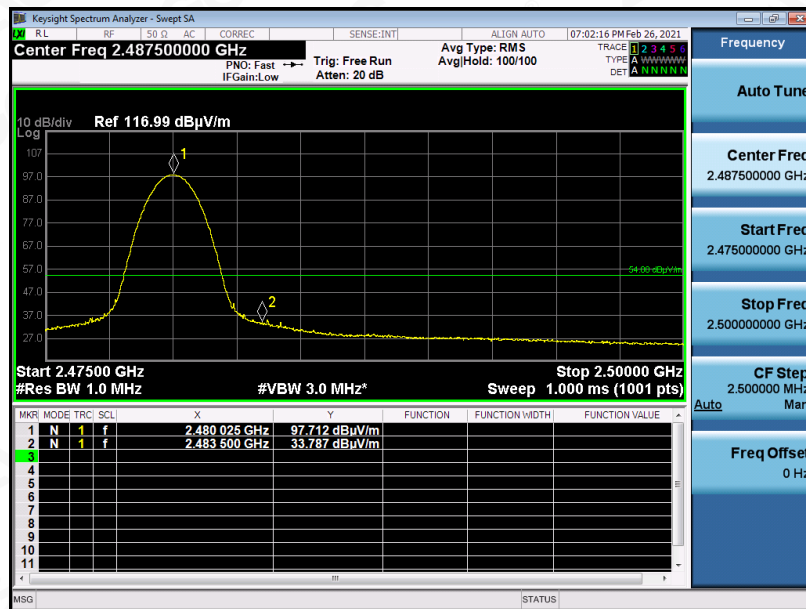 Keysight Spectrum Analyzer - Swept SA
LXI RL RF 50 Ω AC CORREC SENSE:INT ALIGN AUTO 07:02:16 PM Feb 26, 2021
Center Freq 2.487500000 GHz
PNO: Fast
IFGain:Low
Trig: Free Run
Atten: 20 dB
Avg Type: RMS
Avg|Hold: 100/100
TRACE 1 2 3 4 5 6
TYPE A WWWWW
DET A N N N N N
Frequency
Auto Tune
Center Freq
2.487500000 GHz
Start Freq
2.475000000 GHz
Stop Freq
2.500000000 GHz
CF Step
2.500000 MHz
Auto Man
Freq Offset
0 Hz
10 dB/div Ref 116.99 dBµV/m
Log
107
97.0
87.0
77.0
67.0
57.0
47.0
37.0
27.0
1
2
54.00 dBµV/m
Start 2.47500 GHz Stop 2.50000 GHz
#Res BW 1.0 MHz #VBW 3.0 MHz* Sweep 1.000 ms (1001 pts)
MKR MODE TRC SCL X Y FUNCTION FUNCTION WIDTH FUNCTION VALUE
1 N 1 f 2.480 025 GHz 97.712 dBµV/m
2 N 1 f 2.483 500 GHz 33.787 dBµV/m
3
4
5
6
7
8
9
10
11
MSG STATUS